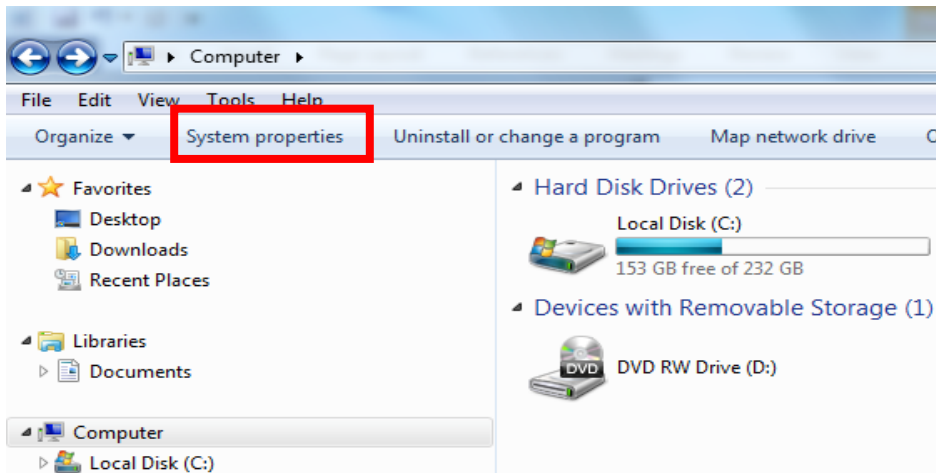 Computer
File Edit View Tools Help
Organize System properties Uninstall or change a program Map network drive
Favorites
Desktop
Downloads
Recent Places
Libraries
Documents
Computer
Local Disk (C:)
Hard Disk Drives (2)
Local Disk (C:)
153 GB free of 232 GB
Devices with Removable Storage (1)
DVD
DVD RW Drive (D:)